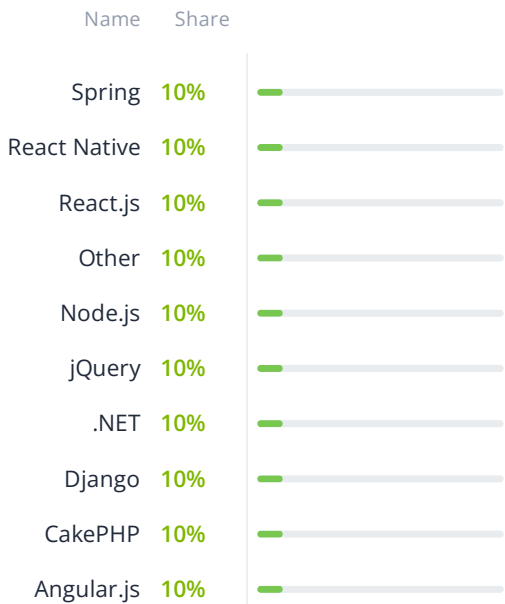 Name Share
Spring 10%
React Native 10%
React.js 10%
Other 10%
Node.js 10%
jQuery 10%
.NET 10%
Django 10%
CakePHP 10%
Angular.js 10%